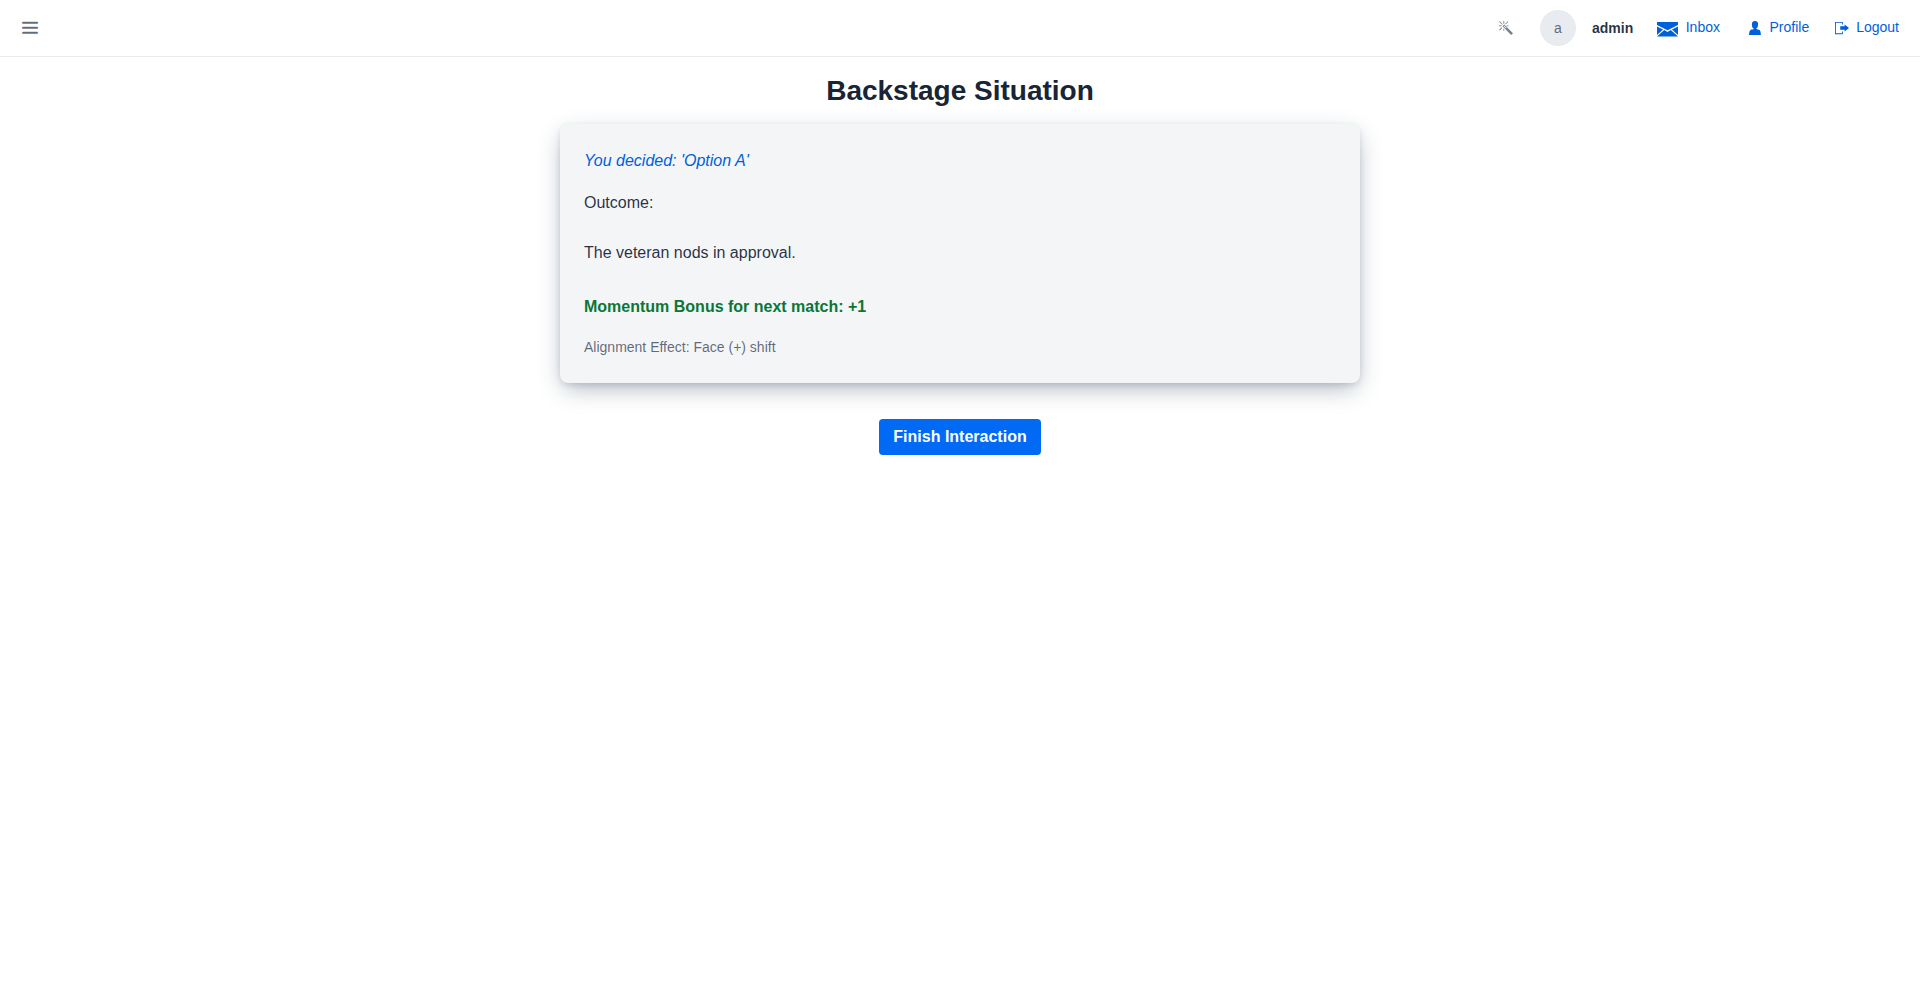 a admin Inbox Profile Logout
Backstage Situation
You decided: 'Option A'
Outcome:
The veteran nods in approval.
Momentum Bonus for next match: +1
Alignment Effect: Face (+) shift
Finish Interaction